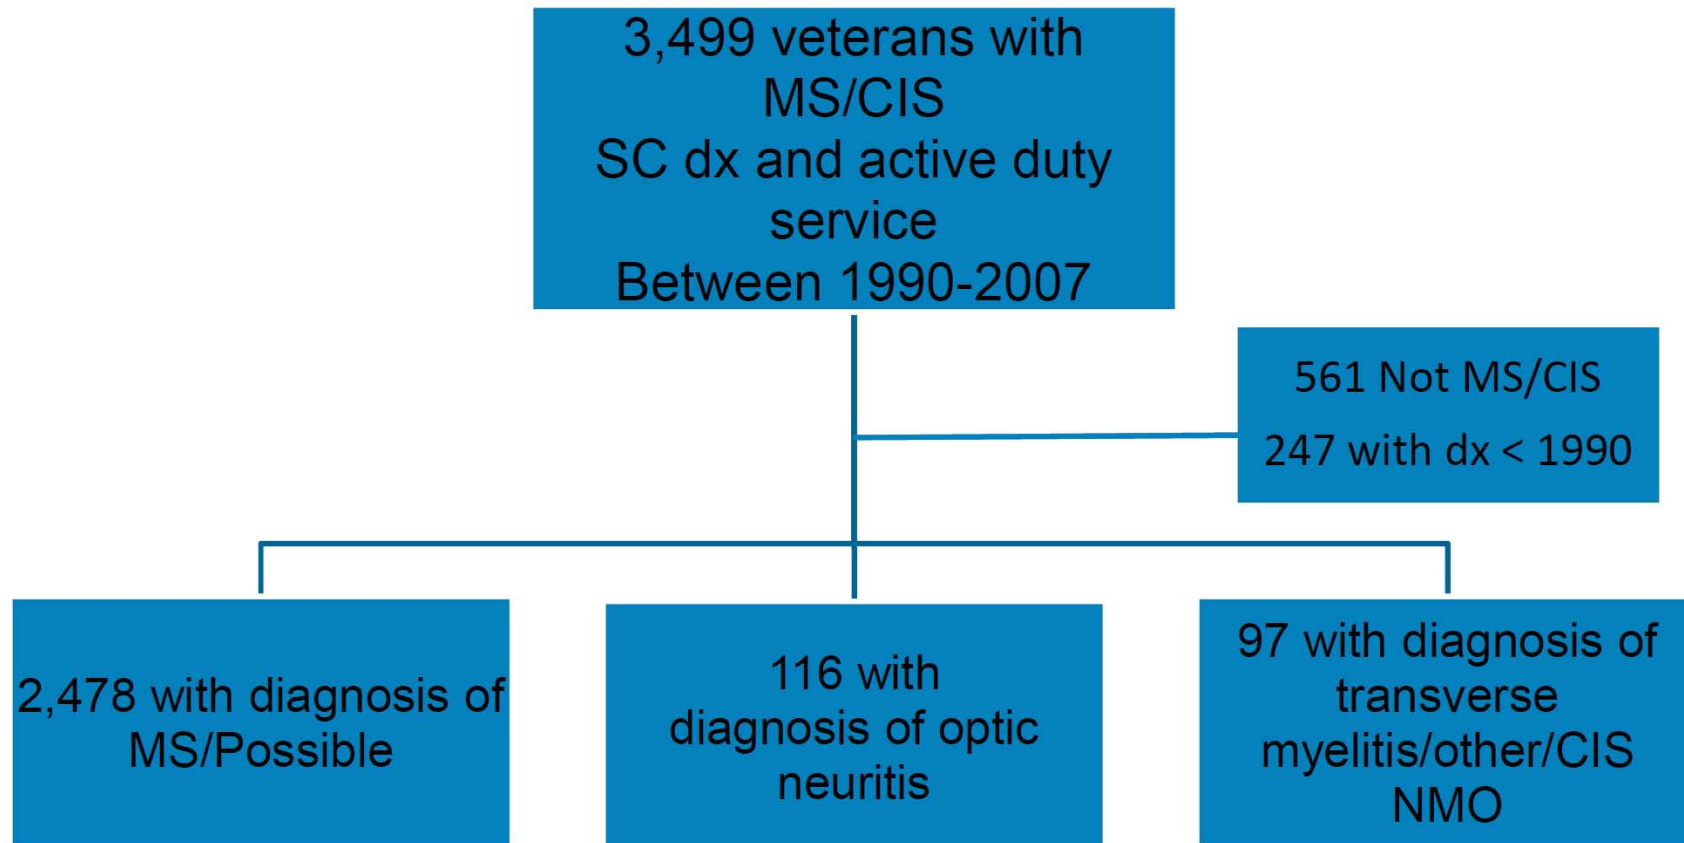 3,499 veterans with
MS/CIS
SC dx and active duty
service
Between 1990-2007
561 Not MS/CIS
247 with dx < 1990
2,478 with diagnosis of
MS/Possible
116 with
diagnosis of optic
neuritis
97 with diagnosis of
transverse
myelitis/other/CIS
NMO